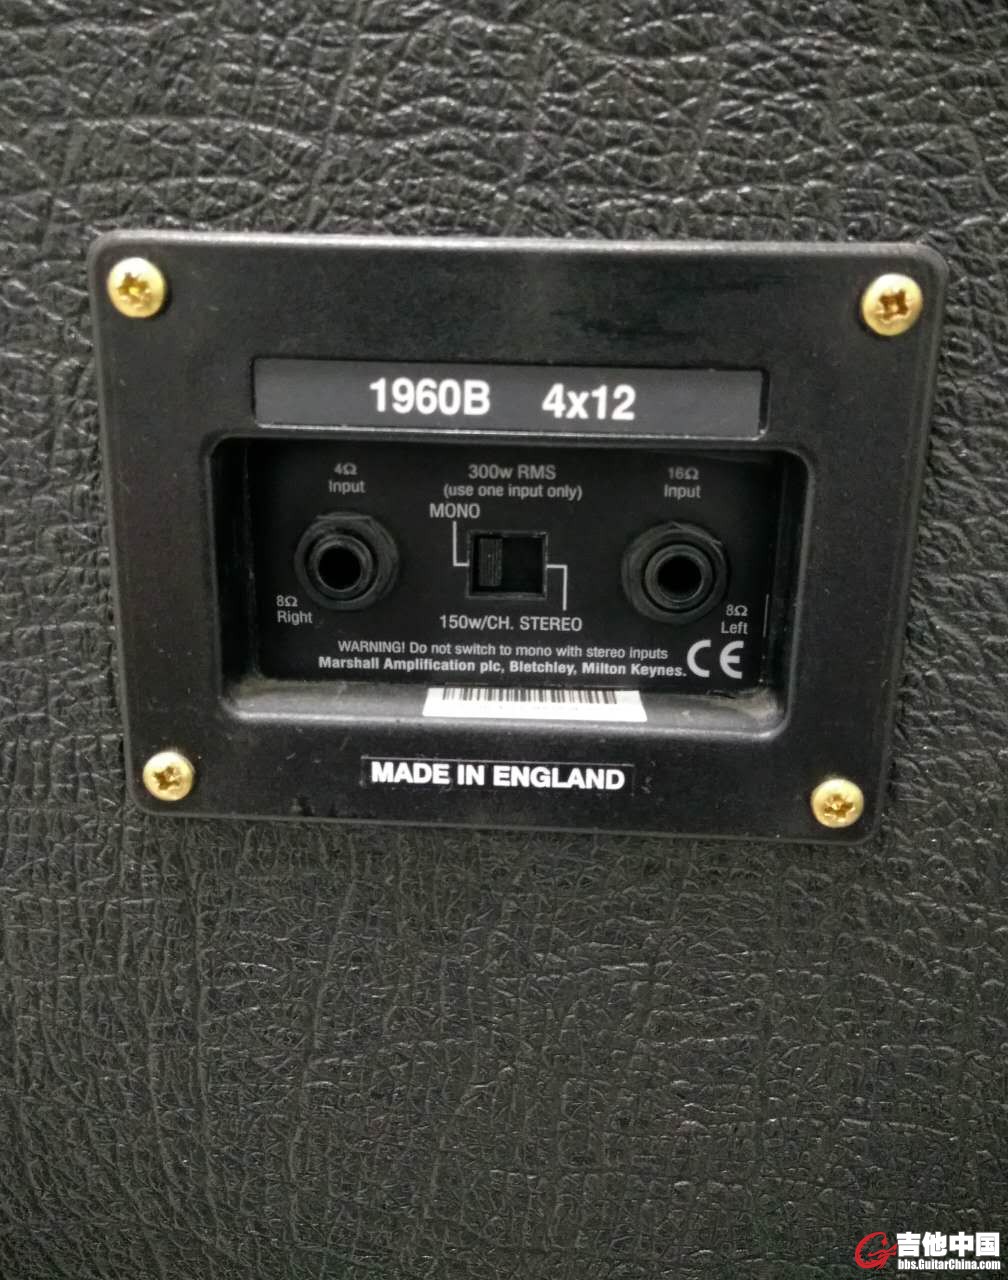 1960B 4x12
4Ω
Input
300w RMS
(use one input only)
16Ω
Input
MONO
8Ω
Right
150w/CH. STEREO
8Ω
Left
WARNING! Do not switch to mono with stereo inputs
Marshall Amplification plc, Bletchley, Milton Keynes.
CE
MADE IN ENGLAND
吉他中国
bbs.GuitarChina.com